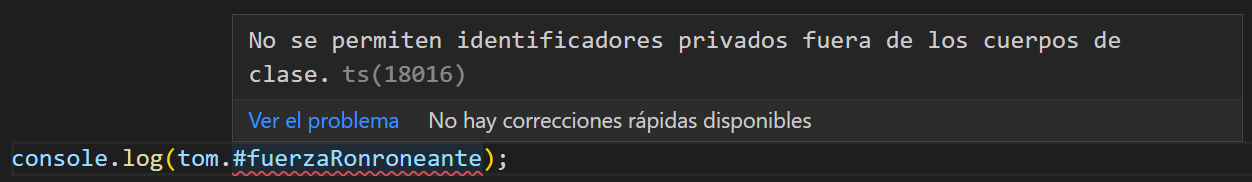 No se permiten identificadores privados fuera de los cuerpos de
clase. ts(18016)
Ver el problema No hay correcciones rápidas disponibles
console.log(tom.#fuerzaRonroneante);